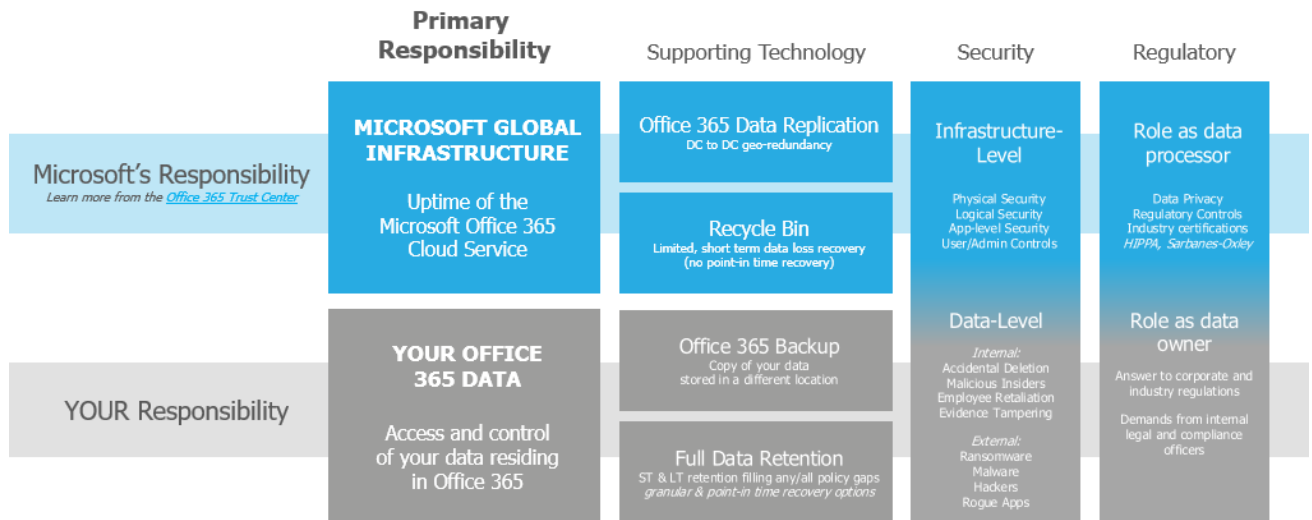 Primary
Responsibility
Supporting Technology
Security
Regulatory
Microsoft's Responsibility
Learn more from the Office 365 Trust Center
MICROSOFT GLOBAL
INFRASTRUCTURE
Uptime of the
Microsoft Office 365
Cloud Service
Office 365 Data Replication
DC to DC geo-redundancy
Recycle Bin
Limited, short term data loss recovery
(no point-in time recovery)
Infrastructure-
Level
Physical Security
Logical Security
App-level Security
User/Admin Controls
Role as data
processor
Data Privacy
Regulatory Controls
Industry certifications
HIPPA, Sarbanes-Oxley
YOUR Responsibility
YOUR OFFICE
365 DATA
Access and control
of your data residing
in Office 365
Office 365 Backup
Copy of your data
stored in a different location
Full Data Retention
ST & LT retention filling any/all policy gaps
granular & point-in time recovery options
Data-Level
Internal:
Accidental Deletion
Malicious Insiders
Employee Retaliation
Evidence Tampering
External:
Ransomware
Malware
Hackers
Rogue Apps
Role as data
owner
Answer to corporate and
industry regulations
Demands from internal
legal and compliance
officers